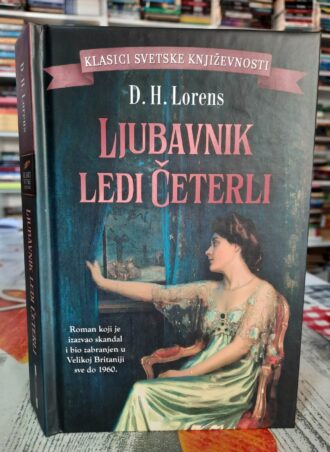 KLASICI SVETSKE KNJIŽEVNOSTI
D. H. Lorens
LJUBAVNIK
LEDI ČETERLI
Roman koji je
izazvao skandal
i bio zabranjen u
Velikoj Britaniji
sve do 1960.
D. H. Lorens
LJUBAVNIK LEDI ČETERLI